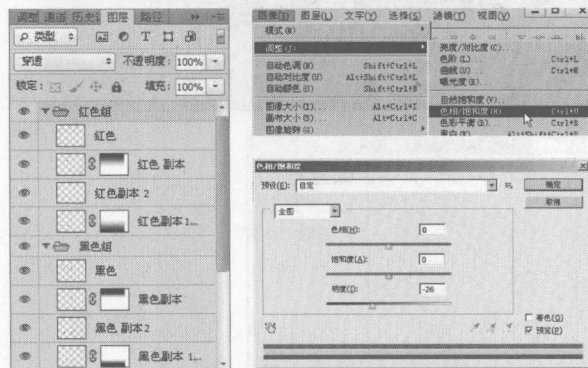 调整 通道 历史 图层 路径
类型
穿透 不透明度: 100%
锁定: 填充: 100%
红色组
红色
红色 副本
红色副本 2
红色副本1...
黑色组
黑色
黑色副本
黑色 副本2
黑色副本 1...
图像(I) 图层(L) 文字(Y) 选择(S) 滤镜(T) 视图(V)
模式(M)
调整(J)
自动色调(N) Shift+Ctrl+L
自动对比度(U) Alt+Shift+Ctrl+L
自动颜色(O) Shift+Ctrl+B
图像大小(I)... Alt+Ctrl+I
画布大小(S)... Alt+Ctrl+C
图像旋转(G)
亮度/对比度(C)...
色阶(L)... Ctrl+L
曲线(U)... Ctrl+M
曝光度(E)...
自然饱和度(V)...
色相/饱和度(H)... Ctrl+U
色彩平衡(B)... Ctrl+B
黑白(K)... Alt+Shift+Ctrl+B
色相/饱和度
预设(E): 自定
确定
取消
全图
色相(H): 0
饱和度(A): 0
明度(I): -26
着色(O)
预览(P)